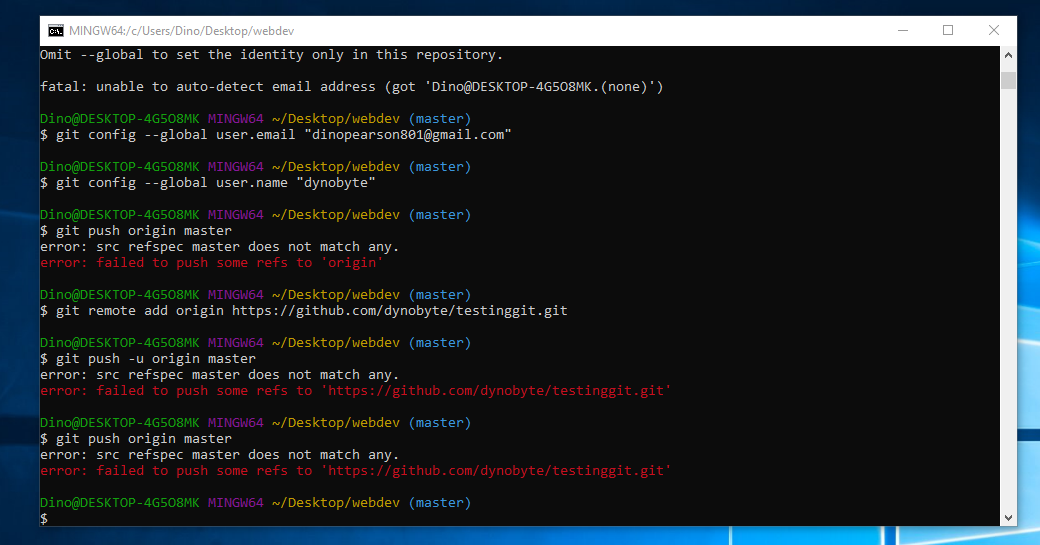 MINGW64:/c/Users/Dino/Desktop/webdev
Omit --global to set the identity only in this repository.
fatal: unable to auto-detect email address (got 'Dino@DESKTOP-4G5O8MK.(none)')
Dino@DESKTOP-4G5O8MK MINGW64 ~/Desktop/webdev (master)
$ git config --global user.email "dinopearson801@gmail.com"
Dino@DESKTOP-4G5O8MK MINGW64 ~/Desktop/webdev (master)
$ git config --global user.name "dynobyte"
Dino@DESKTOP-4G5O8MK MINGW64 ~/Desktop/webdev (master)
$ git push origin master
error: src refspec master does not match any.
error: failed to push some refs to 'origin'
Dino@DESKTOP-4G5O8MK MINGW64 ~/Desktop/webdev (master)
$ git remote add origin https://github.com/dynobyte/testinggit.git
Dino@DESKTOP-4G5O8MK MINGW64 ~/Desktop/webdev (master)
$ git push -u origin master
error: src refspec master does not match any.
error: failed to push some refs to 'https://github.com/dynobyte/testinggit.git'
Dino@DESKTOP-4G5O8MK MINGW64 ~/Desktop/webdev (master)
$ git push origin master
error: src refspec master does not match any.
error: failed to push some refs to 'https://github.com/dynobyte/testinggit.git'
Dino@DESKTOP-4G5O8MK MINGW64 ~/Desktop/webdev (master)
$